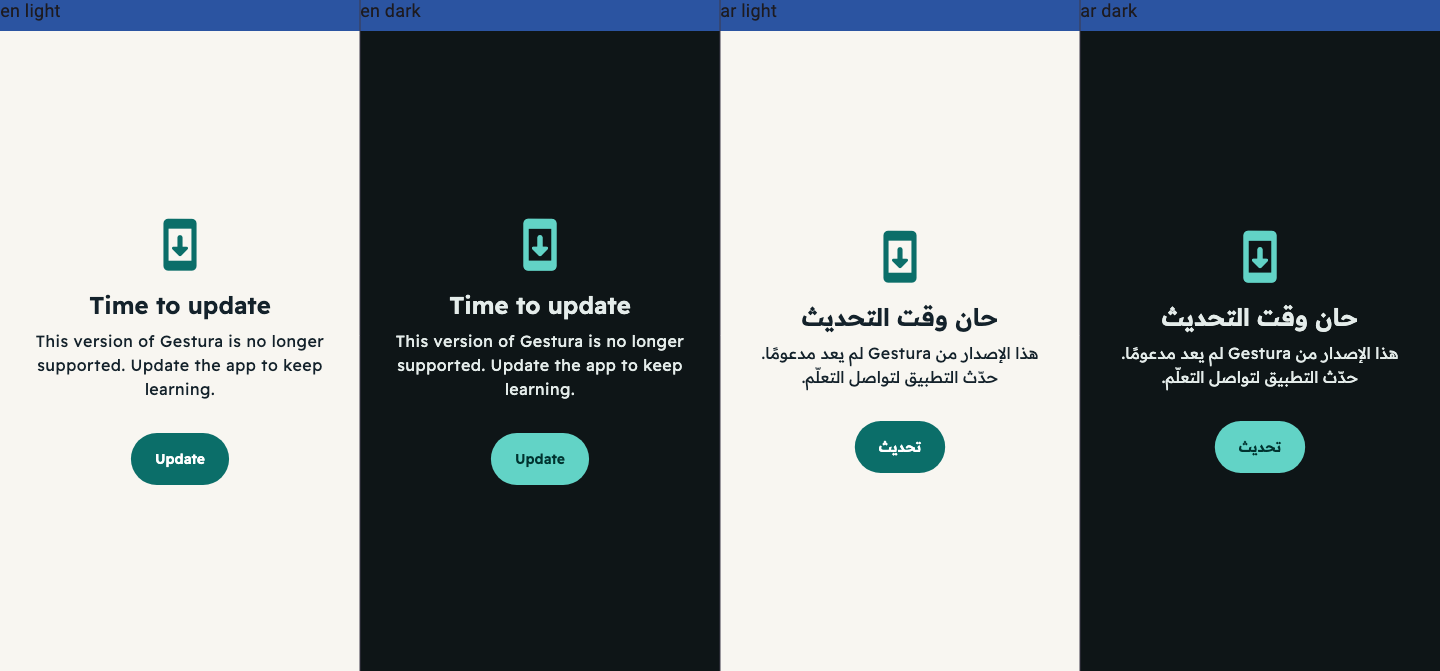 en light
Time to update
This version of Gestura is no longer
supported. Update the app to keep
learning.
Update
en dark
Time to update
This version of Gestura is no longer
supported. Update the app to keep
learning.
Update
ar light
حان وقت التحديث
هذا الإصدار من Gestura لم يعد مدعومًا.
حدّث التطبيق لتواصل التعلّم.
تحديث
ar dark
حان وقت التحديث
هذا الإصدار من Gestura لم يعد مدعومًا.
حدّث التطبيق لتواصل التعلّم.
تحديث